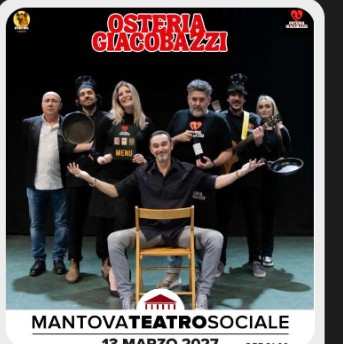 OSTERIA
GIACOBAZZI
MENU
MANTOVATEATROSOCIALE
13 MARZO 2027